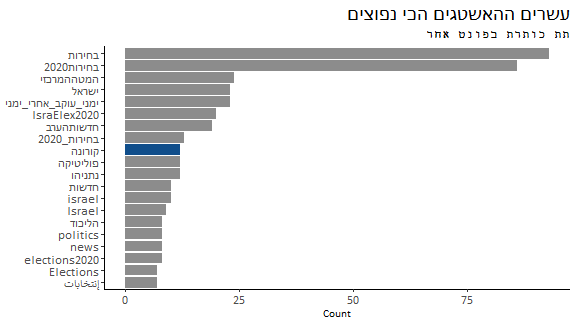 עשרים ההאשטגים הכי נפוצים
תת כותרת בפונט אחר
בחירות
בחירות2020
המטההמרכזי
ישראל
ימני_עוקב_אחרי_ימני
IsraElex2020
חדשותהערב
בחירות_2020
קורונה
פוליטיקה
נתניהו
חדשות
israel
Israel
הליכוד
politics
news
elections2020
Elections
إنتخابات
0 25 50 75
Count